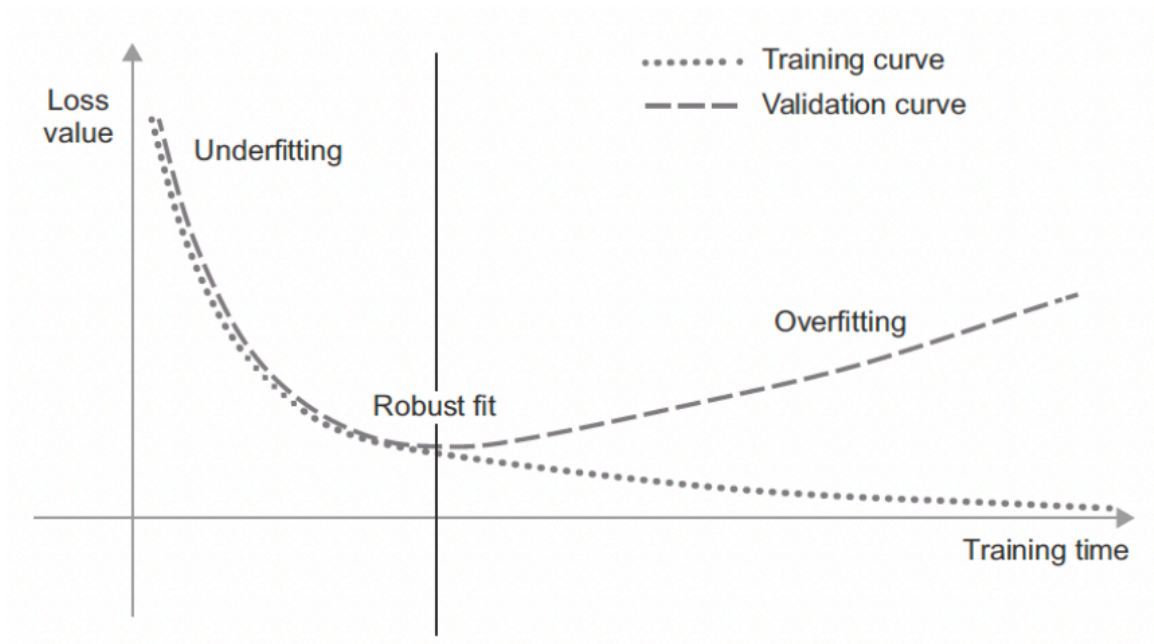 Training curve
Validation curve
Loss
value
Underfitting
Overfitting
Robust fit
Training time